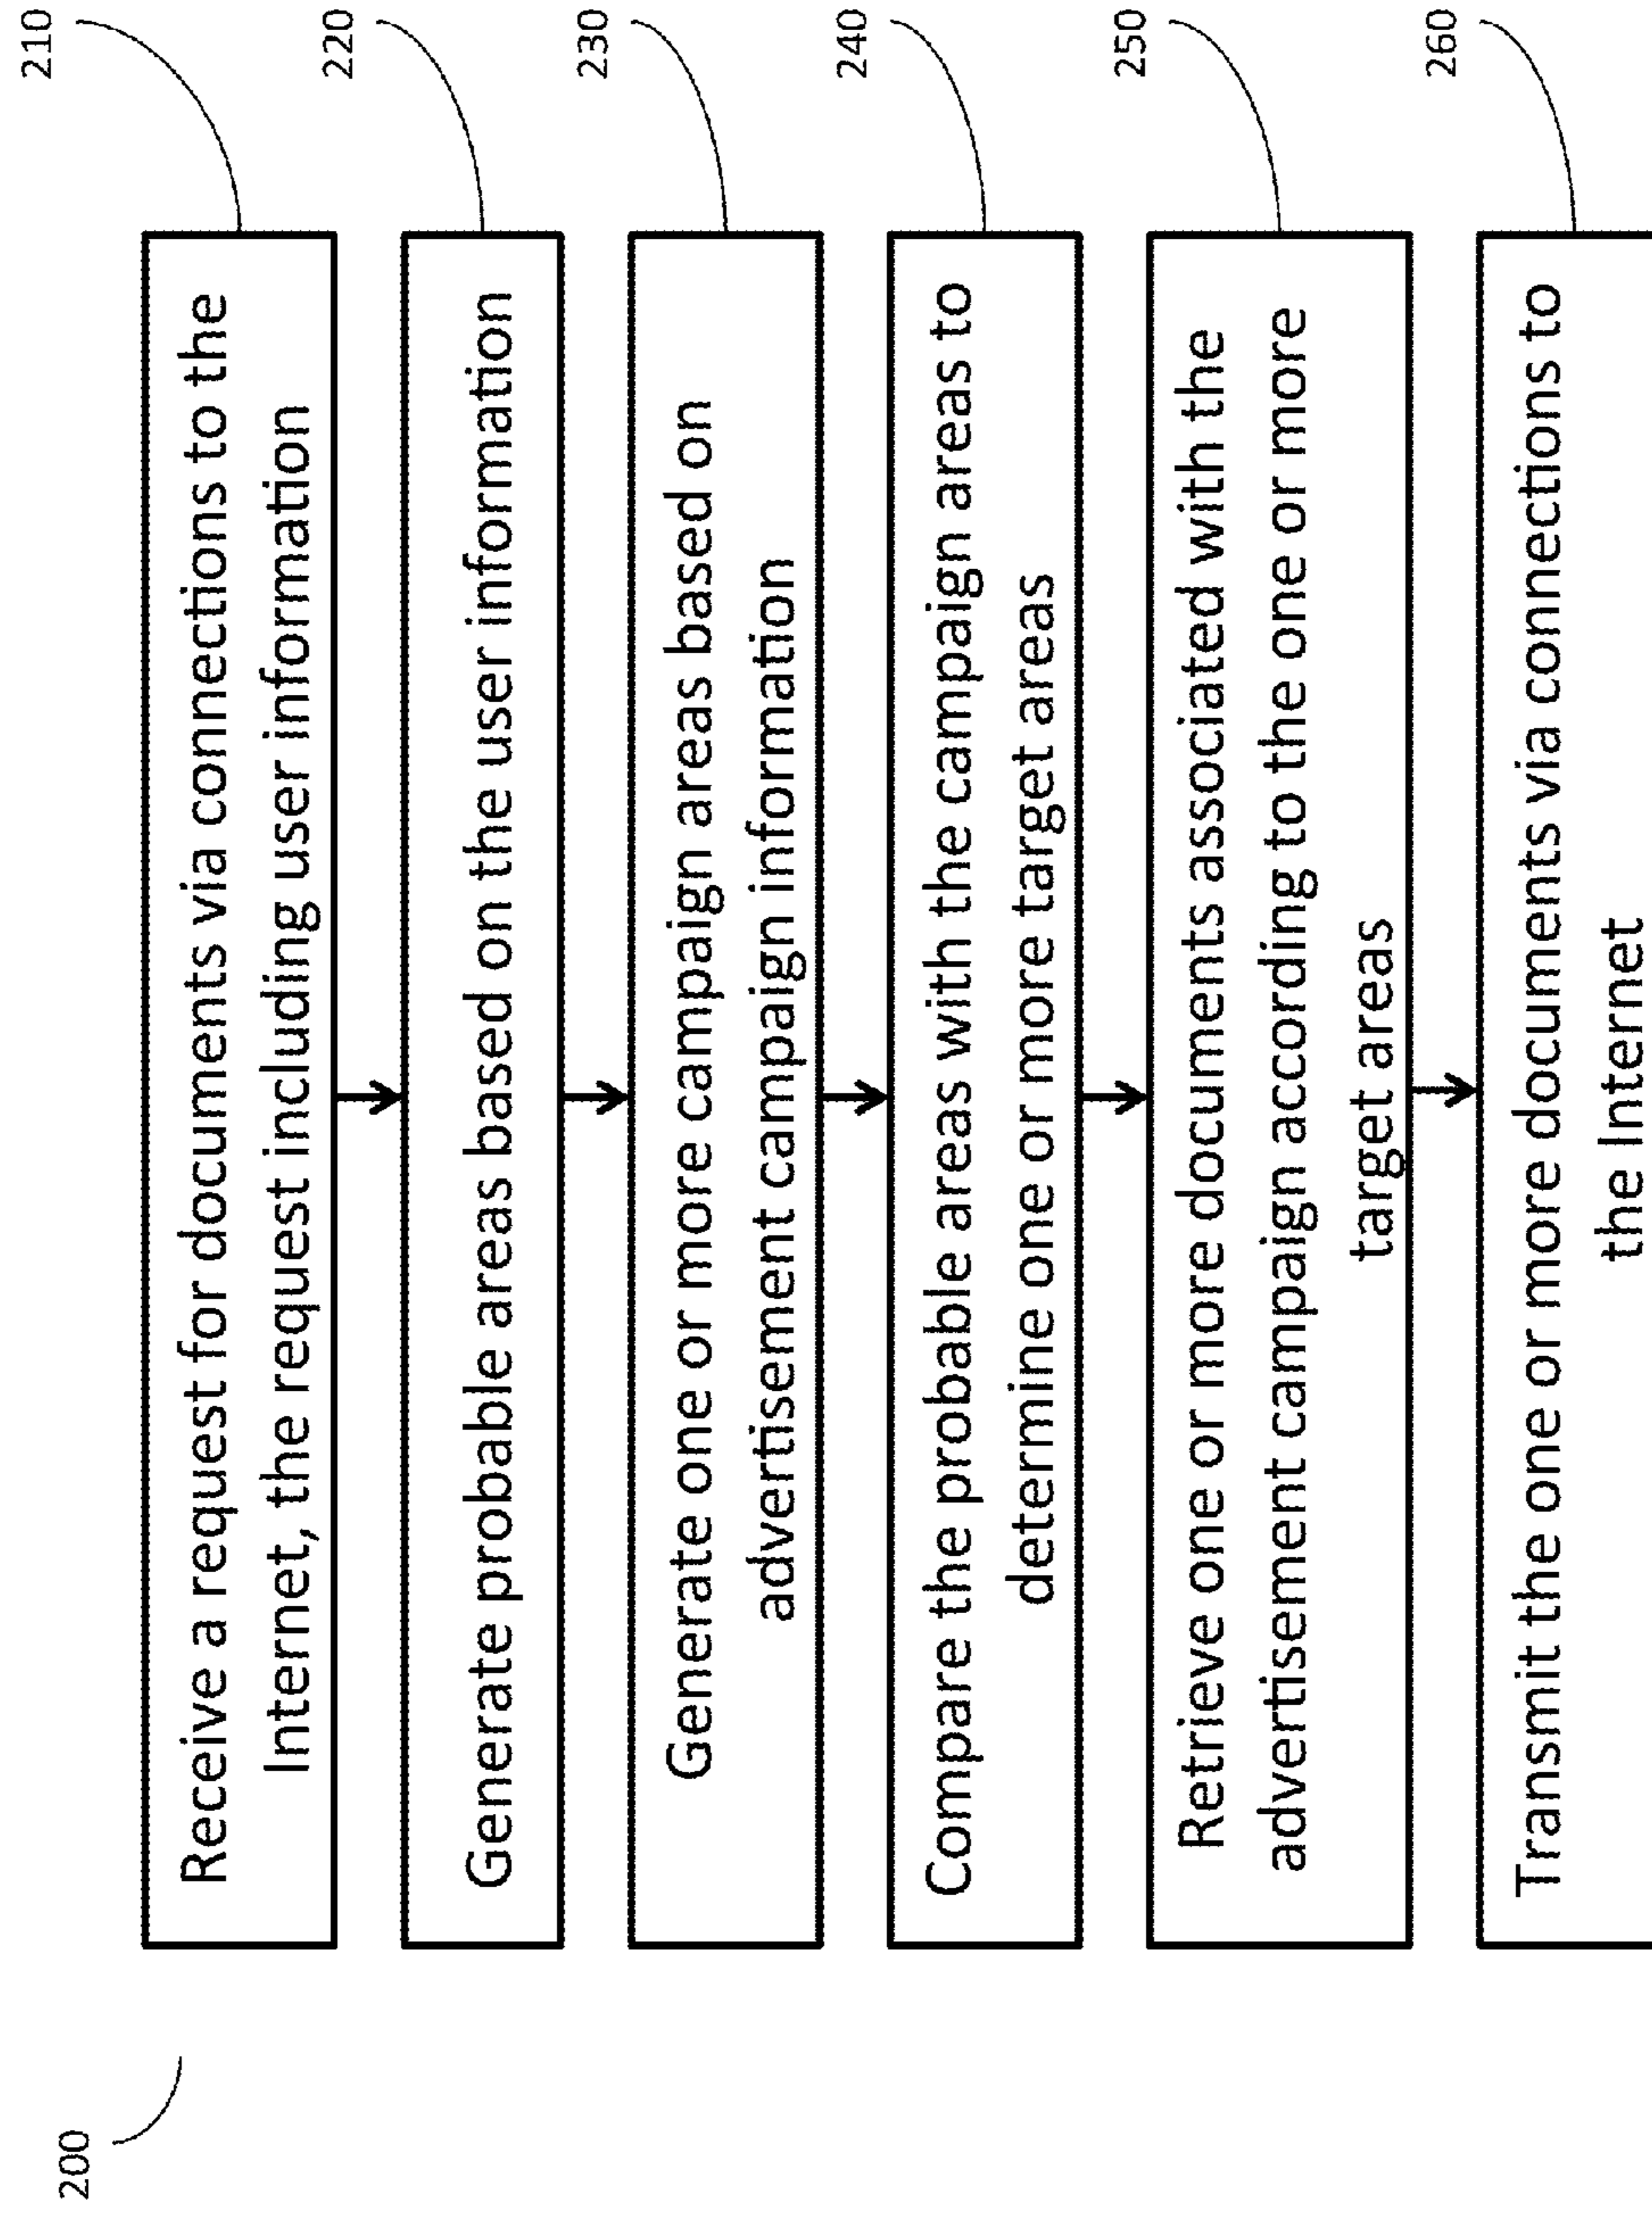 200
210
Receive a request for documents via connections to the
Internet, the request including user information
220
Generate probable areas based on the user information
230
Generate one or more campaign areas based on
advertisement campaign information
240
Compare the probable areas with the campaign areas to
determine one or more target areas
250
Retrieve one or more documents associated with the
advertisement campaign according to the one or more
target areas
260
Transmit the one or more documents via connections to
the Internet